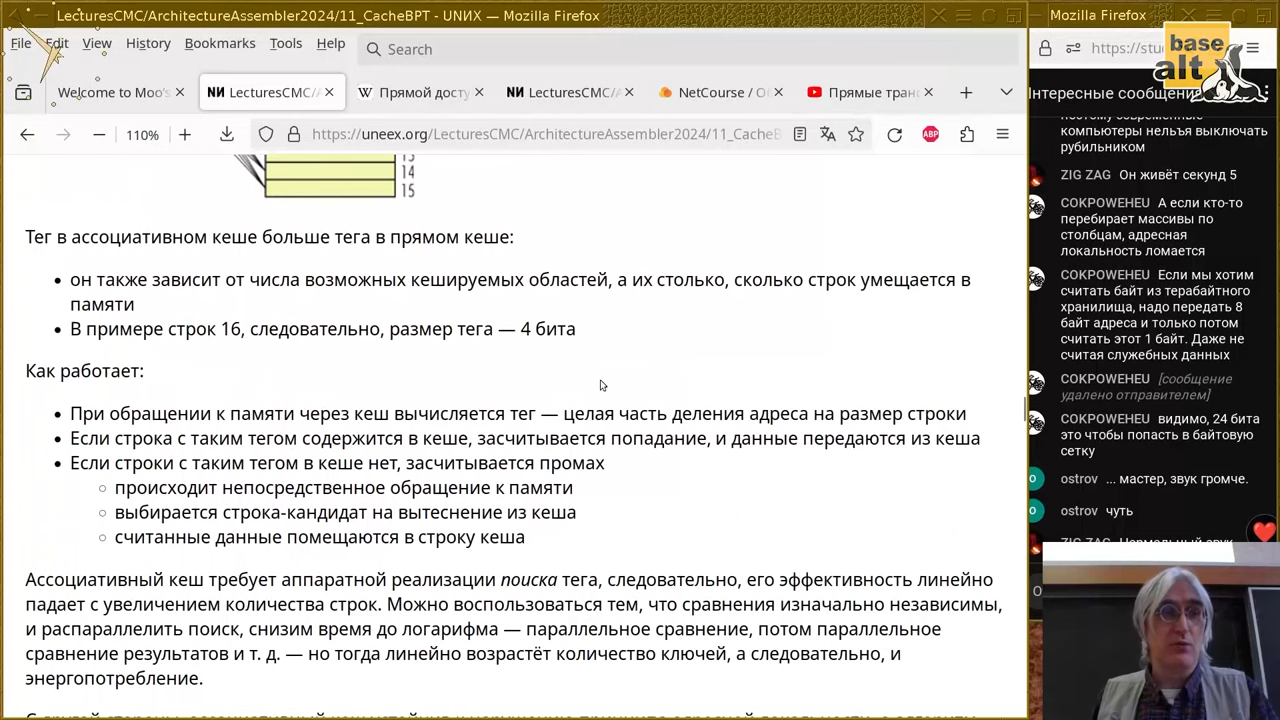 LecturesCMC/ArchitectureAssembler2024/11_CacheBPT - UNИX — Mozilla Firefox
File Edit View History Bookmarks Tools Help
Search
Welcome to Moo's
LecturesCMC/A
Прямой дост
LecturesCMC/A
NetCourse / О
Прямые тран
110%
https://uneex.org/LecturesCMC/ArchitectureAssembler2024/11_CacheB
ABP
14
15
Тег в ассоциативном кеше больше тега в прямом кеше:
он также зависит от числа возможных кешируемых областей, а их столько, сколько строк умещается в
памяти
В примере строк 16, следовательно, размер тега — 4 бита
Как работает:
При обращении к памяти через кеш вычисляется тег — целая часть деления адреса на размер строки
Если строка с таким тегом содержится в кеше, засчитывается попадание, и данные передаются из кеша
Если строки с таким тегом в кеше нет, засчитывается промах
происходит непосредственное обращение к памяти
выбирается строка-кандидат на вытеснение из кеша
считанные данные помещаются в строку кеша
Ассоциативный кеш требует аппаратной реализации поиска тега, следовательно, его эффективность линейно
падает с увеличением количества строк. Можно воспользоваться тем, что сравнения изначально независимы,
и распараллелить поиск, снизим время до логарифма — параллельное сравнение, потом параллельное
сравнение результатов и т. д. — но тогда линейно возрастёт количество ключей, а следовательно, и
энергопотребление.
Mozilla Firefox
https://stu
base
alt
Интересные сообщения
компьютеры нельъя выключать
рубильником
ZIG ZAG Он живёт секунд 5
COKPOWEHEU А если кто-то
перебирает массивы по
столбцам, адресная
локальность ломается
COKPOWEHEU Если мы хотим
считать байт из терабайтного
хранилища, надо передать 8
байт адреса и только потом
считать этот 1 байт. Даже не
считая служебных данных
COKPOWEHEU [сообщение
удалено отправителем]
COKPOWEHEU видимо, 24 бита
это чтобы попасть в байтовую
сетку
ostrov ... мастер, звук громче.
ostrov чуть